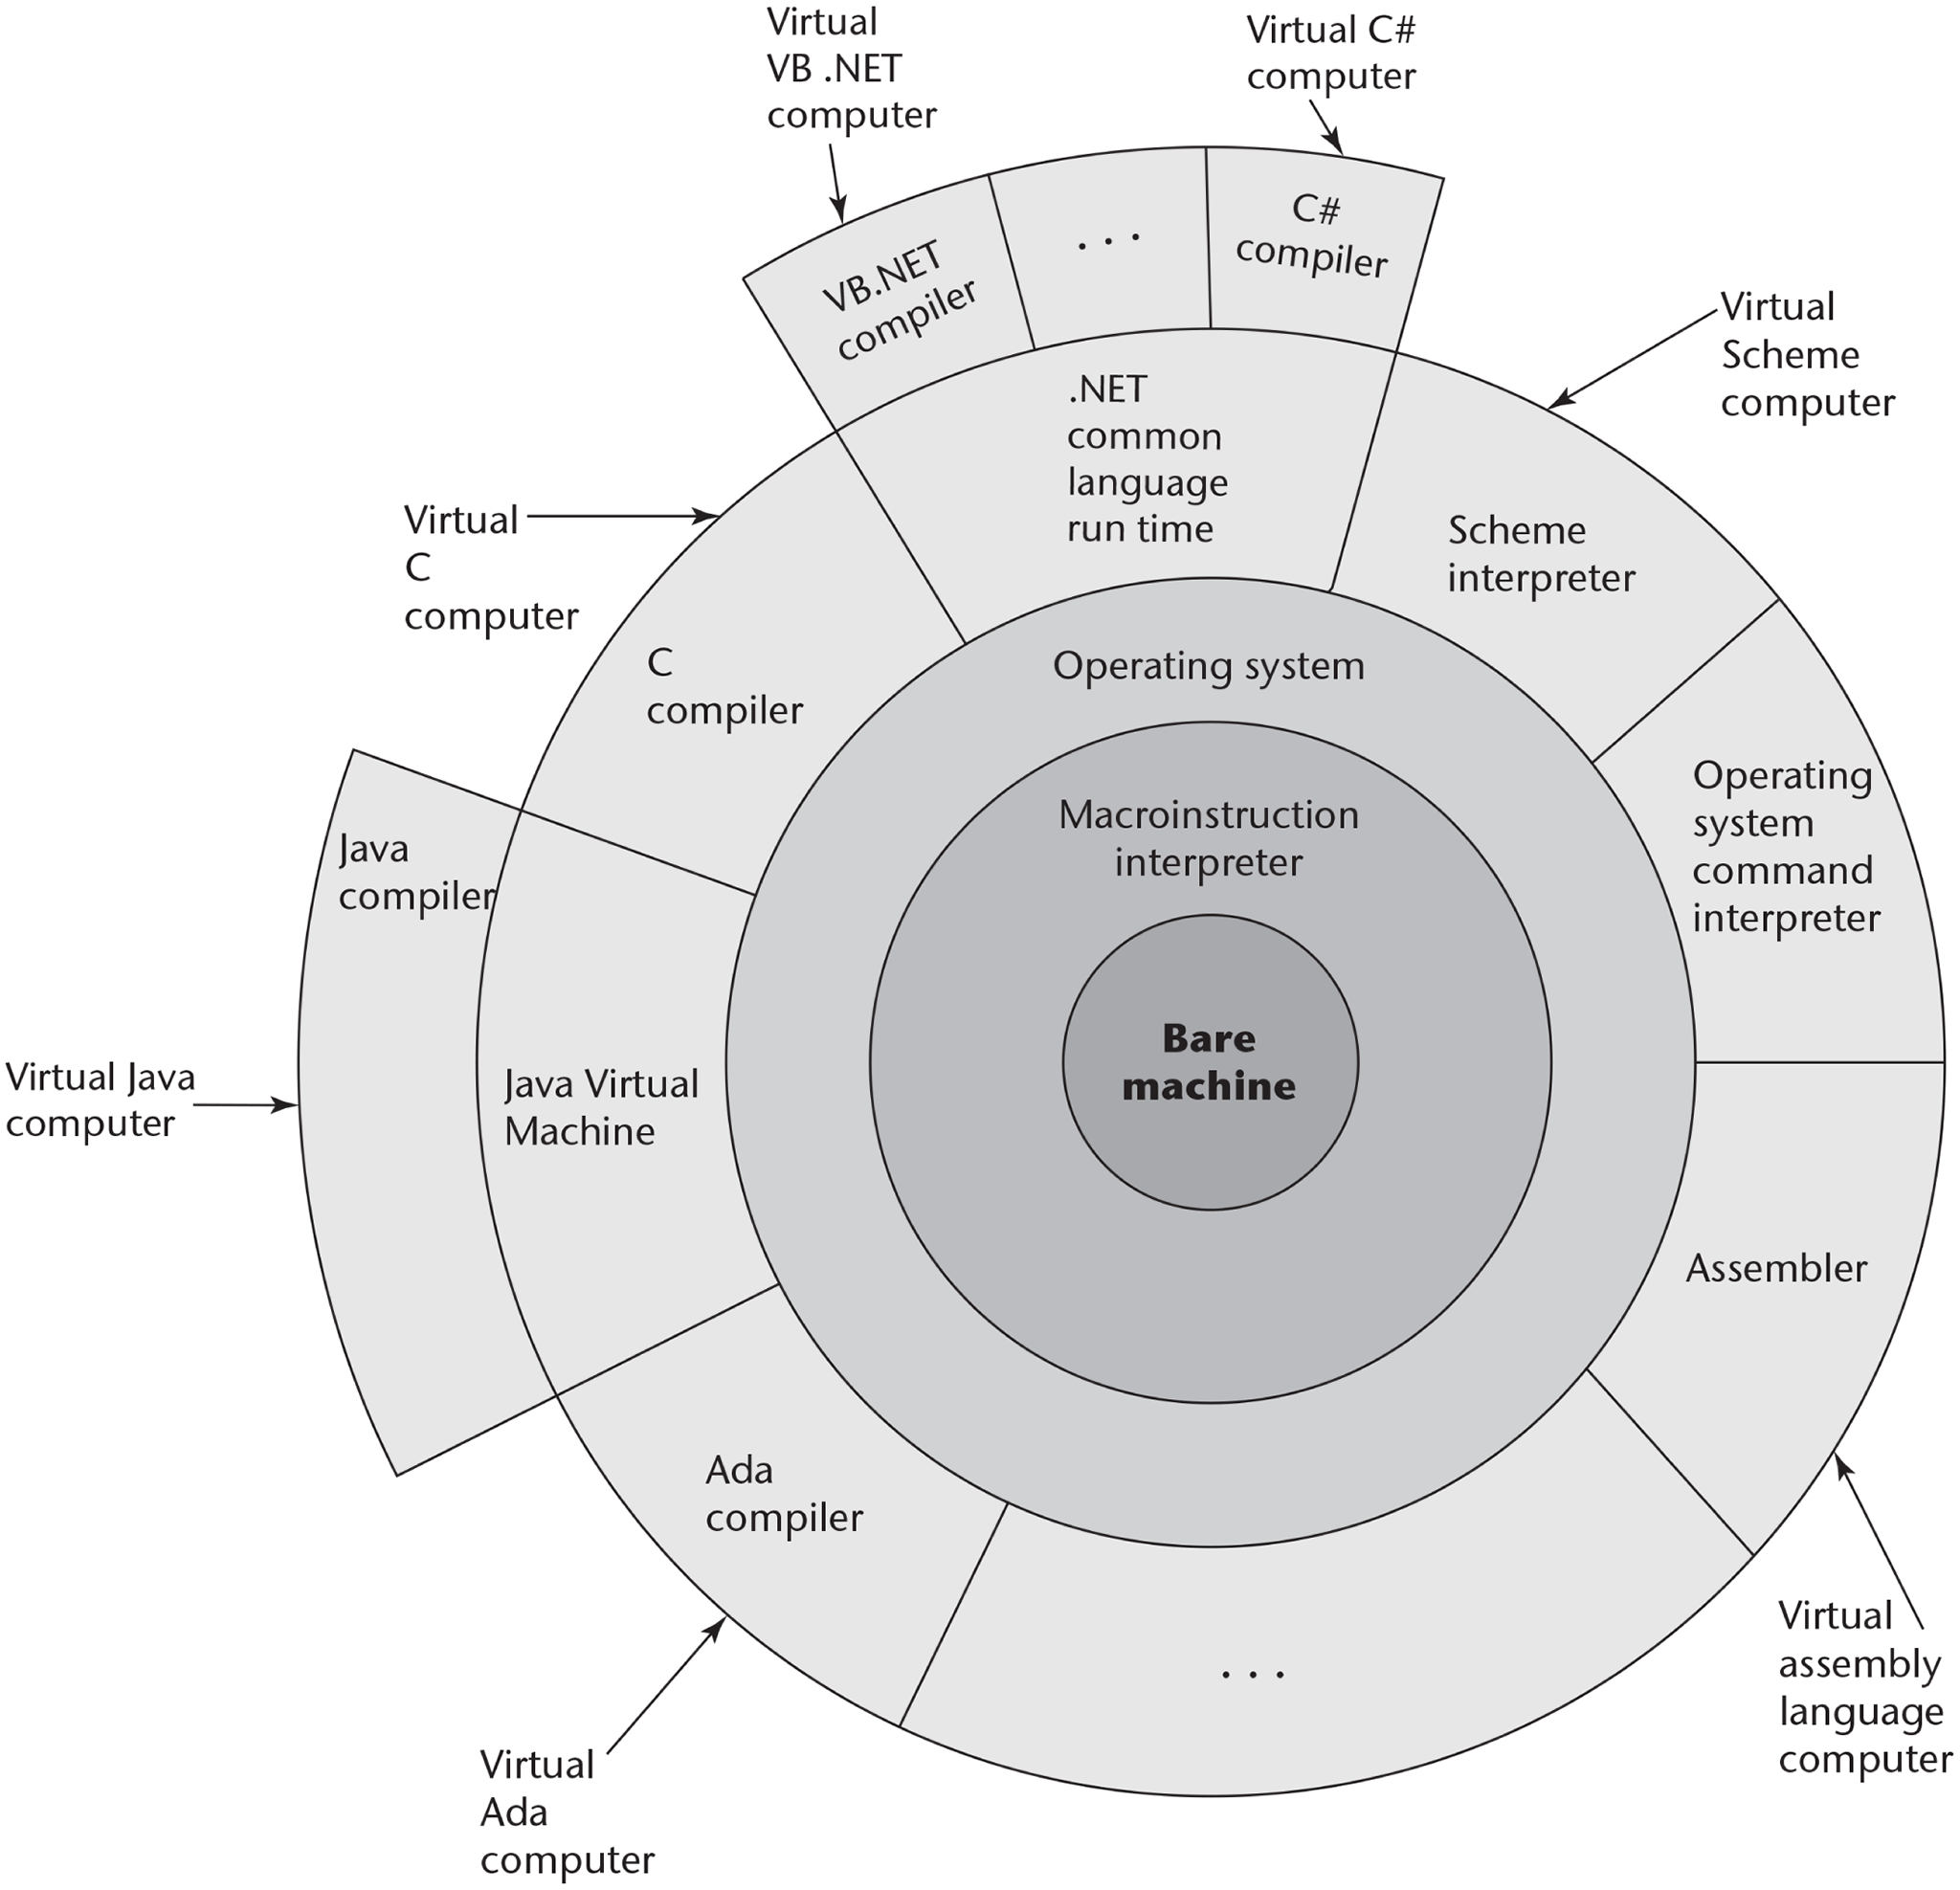 Virtual
VB .NET
computer
Virtual C#
computer
C#
compiler
VB.NET
compiler
. . .
Virtual
Scheme
computer
.NET
common
language
run time
Virtual
C
computer
Scheme
interpreter
C
compiler
Operating system
Operating
system
command
interpreter
Macroinstruction
interpreter
Java
compiler
Bare
machine
Virtual Java
computer
Java Virtual
Machine
Assembler
Ada
compiler
. . .
Virtual
assembly
language
computer
Virtual
Ada
computer